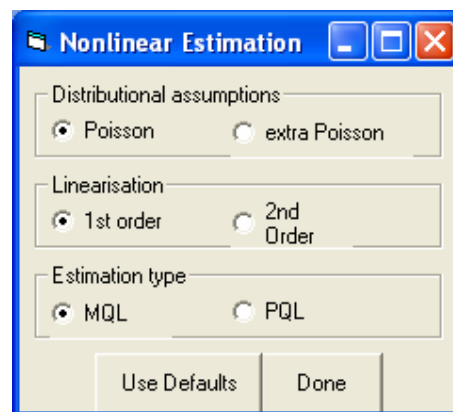 Nonlinear Estimation
Distributional assumptions
Poisson extra Poisson
Linearisation
1st order 2nd
Order
Estimation type
MQL PQL
Use Defaults Done